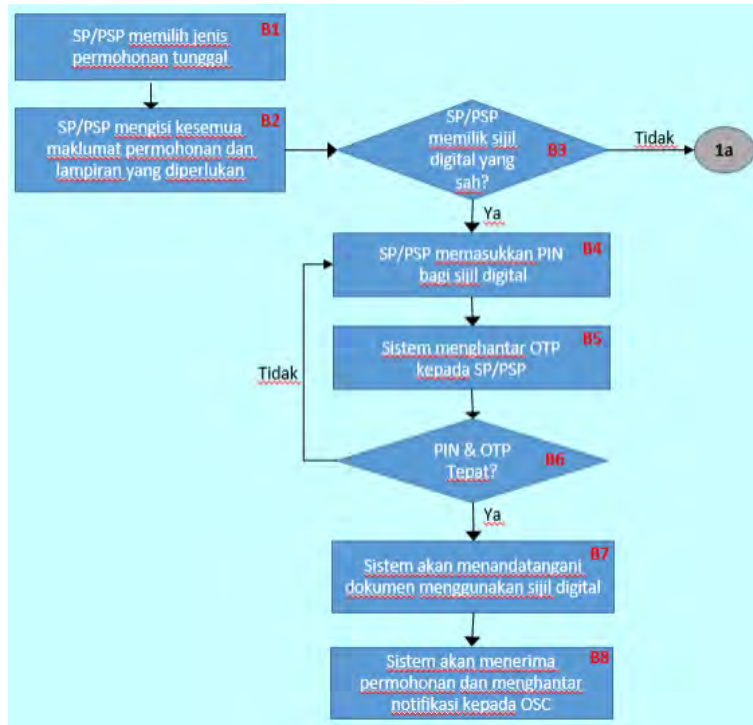 B1
SP/PSP memilih jenis
permohonan tunggal
B2
SP/PSP mengisi kesemua
maklumat permohonan dan
lampiran yang diperlukan
SP/PSP
memilik sijil
digital yang
sah?
B3
Tidak
1a
Ya
B4
SP/PSP memasukkan PIN
bagi sijil digital
B5
Sistem menghantar OTP
kepada SP/PSP
Tidak
PIN & OTP
Tepat?
B6
Ya
B7
Sistem akan menandatangani
dokumen menggunakan sijil digital
B8
Sistem akan menerima
permohonan dan menghantar
notifikasi kepada OSC